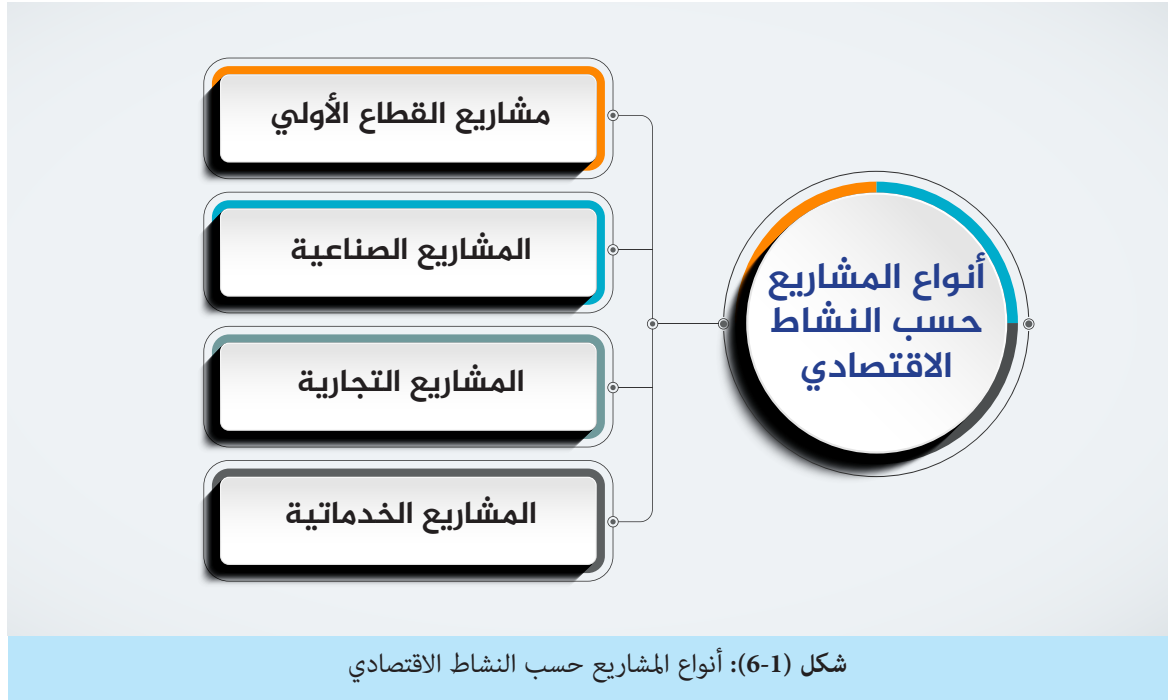 أنواع المشاريع
حسب النشاط
الاقتصادي
مشاريع القطاع الأولي
المشاريع الصناعية
المشاريع التجارية
المشاريع الخدماتية
شكل (1-6): أنواع المشاريع حسب النشاط الاقتصادي